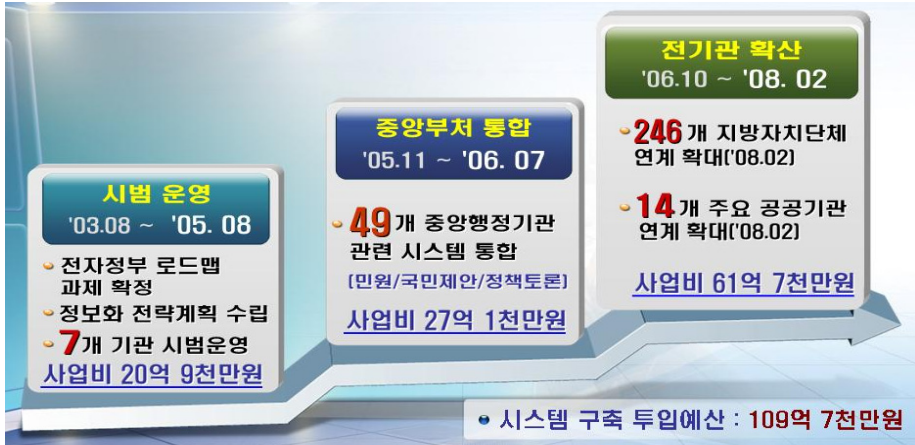 시범 운영
'03.08 ~ '05. 08
전자정부 로드맵
과제 확정
정보화 전략계획 수립
7개 기관 시범운영
사업비 20억 9천만원
중앙부처 통합
'05.11 ~ '06. 07
49개 중앙행정기관
관련 시스템 통합
(민원/국민제안/정책토론)
사업비 27억 1천만원
전기관 확산
'06.10 ~ '08. 02
246개 지방자치단체
연계 확대('08.02)
14개 주요 공공기관
연계 확대('08.02)
사업비 61억 7천만원
시스템 구축 투입예산 : 109억 7천만원